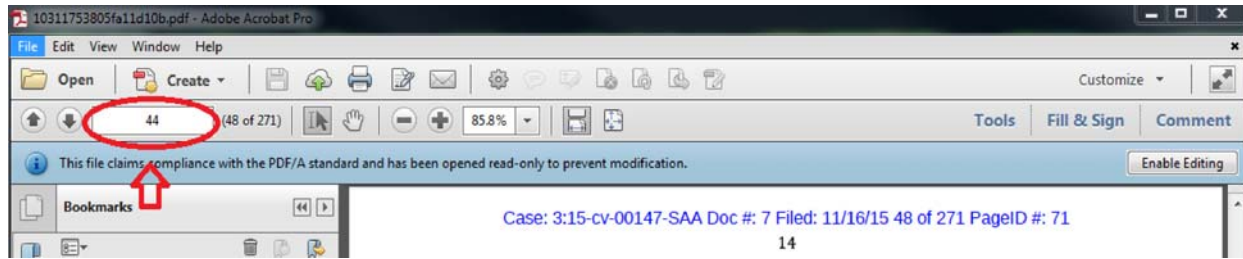 10311753805fa11d10b.pdf - Adobe Acrobat Pro
File Edit View Window Help
Open Create Customize
44 (48 of 271) 85.8% Tools Fill & Sign Comment
This file claims compliance with the PDF/A standard and has been opened read-only to prevent modification. Enable Editing
Bookmarks
Case: 3:15-cv-00147-SAA Doc #: 7 Filed: 11/16/15 48 of 271 PageID #: 71
14